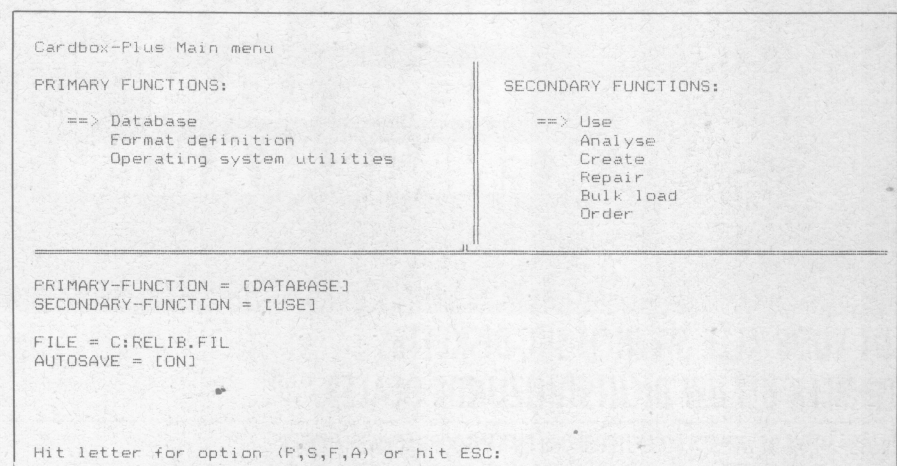 Cardbox-Plus Main menu
PRIMARY FUNCTIONS:
==> Database
Format definition
Operating system utilities
SECONDARY FUNCTIONS:
==> Use
Analyse
Create
Repair
Bulk load
Order
PRIMARY-FUNCTION = [DATABASE]
SECONDARY-FUNCTION = [USE]
FILE = C:RELIB.FIL
AUTOSAVE = [ON]
Hit letter for option (P,S,F,A) or hit ESC: